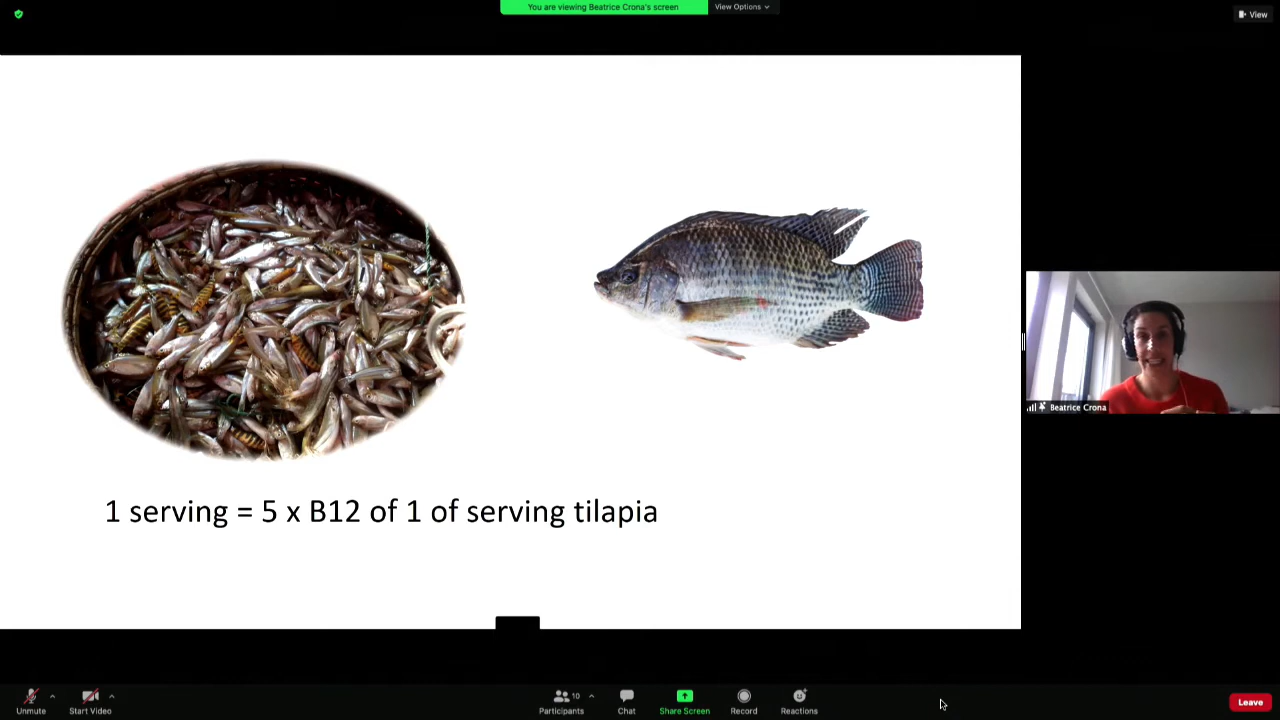 You are viewing Beatrice Crona's screen
View Options
View
1 serving = 5 x B12 of 1 of serving tilapia
Beatrice Crona
Unmute
Start Video
Participants
10
Chat
Share Screen
Record
Reactions
Leave